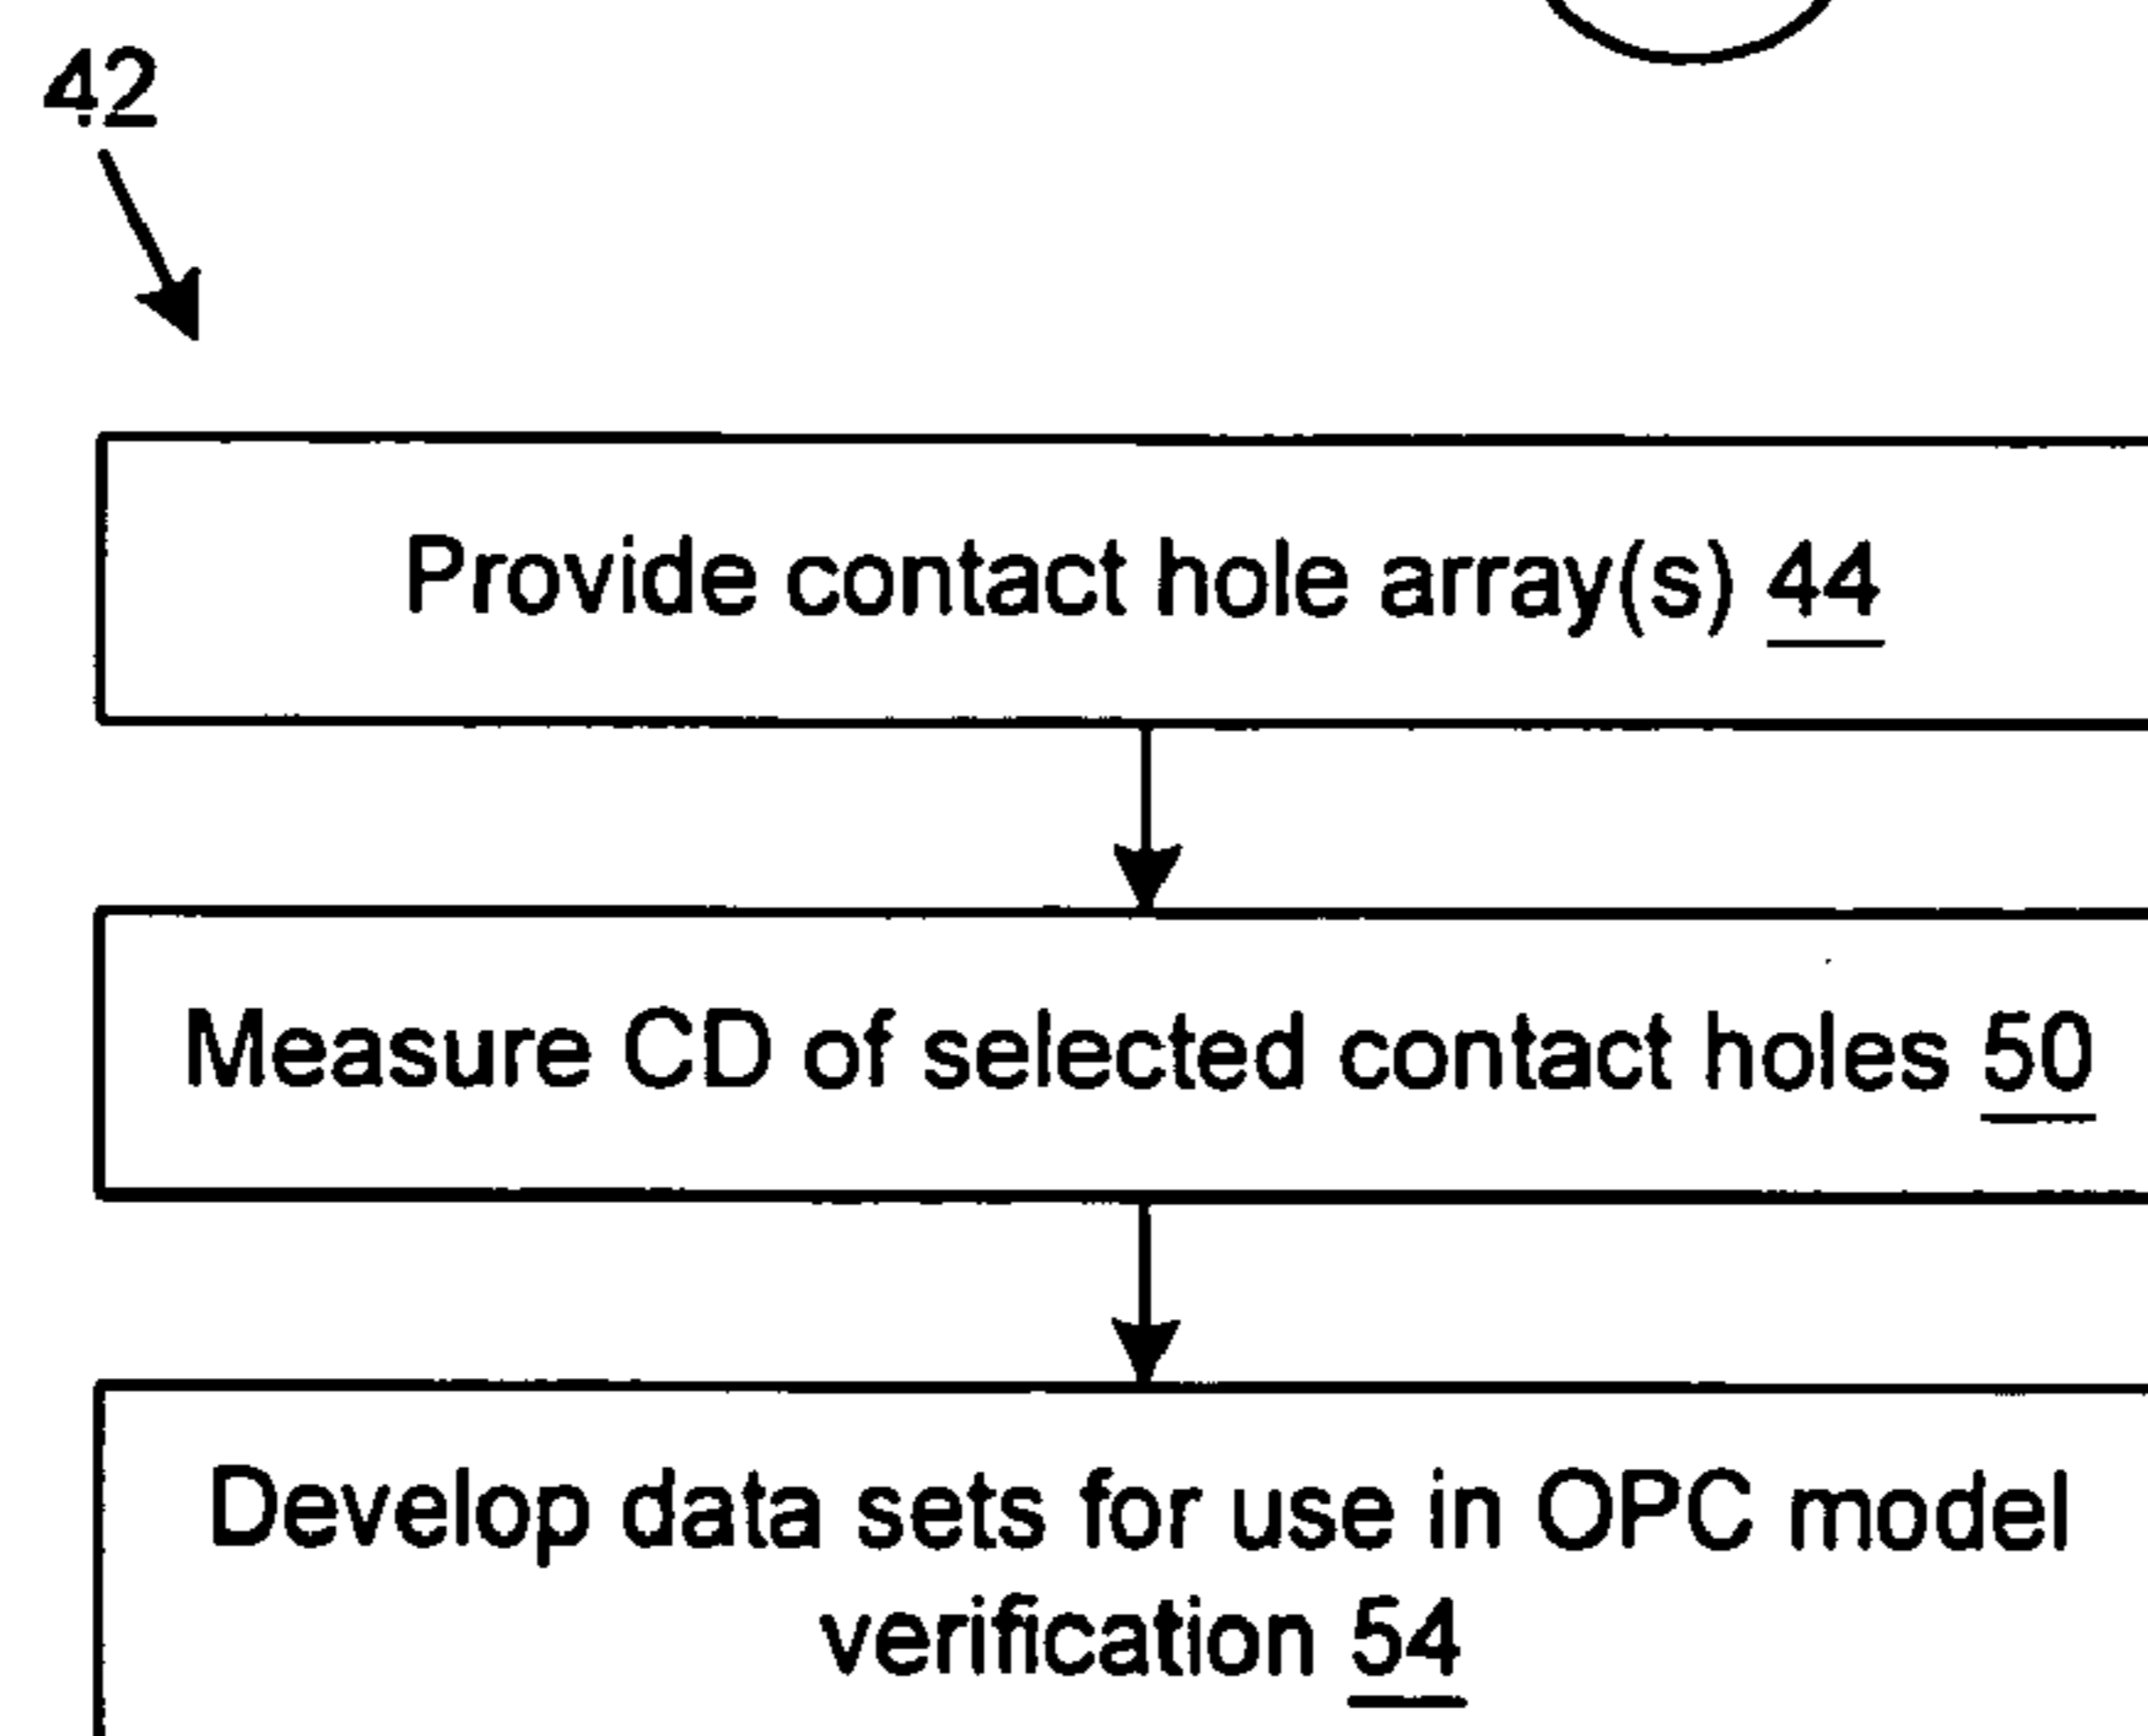 42
Provide contact hole array(s) 44
Measure CD of selected contact holes 50
Develop data sets for use in OPC model
verification 54